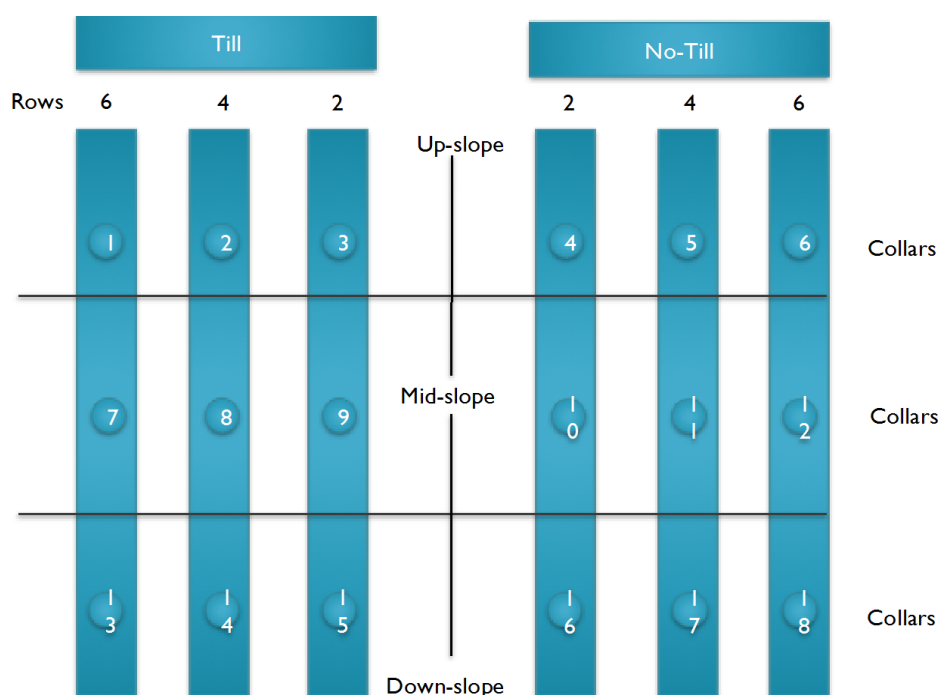 Till
No-Till
Rows 6 4 2 2 4 6
Up-slope
1 2 3 4 5 6 Collars
7 8 9 10 11 12 Collars
Mid-slope
13 14 15 16 17 18 Collars
Down-slope